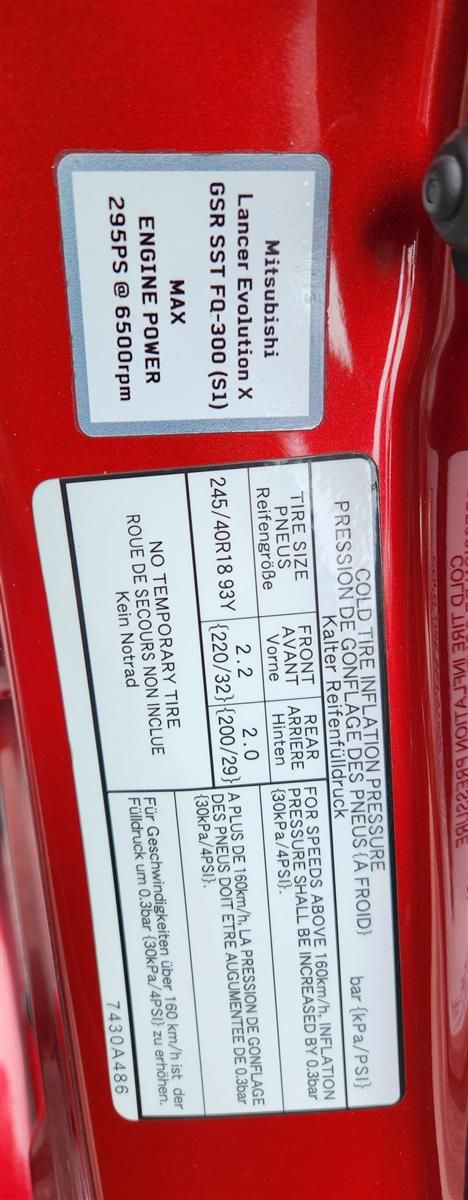 Mitsubishi
Lancer Evolution X
GSR SST FQ-300 (S1)
MAX
ENGINE POWER
295PS @ 6500rpm
COLD TIRE INFLATION PRESSURE
PRESSION DE GONFLAGE DES PNEUS {A FROID}
Kalter Reifenfülldruck
bar {kPa/PSI}
TIRE SIZE
PNEUS
Reifengröße
FRONT
AVANT
Vorne
REAR
ARRIERE
Hinten
245/40R18 93Y
2.2
{220/32}
2.0
{200/29}
NO TEMPORARY TIRE
ROUE DE SECOURS NON INCLUE
Kein Notrad
FOR SPEEDS ABOVE 160km/h, INFLATION
PRESSURE SHALL BE INCREASED BY 0.3bar
{30kPa/4PSI}.
A PLUS DE 160km/h, LA PRESSION DE GONFLAGE
DES PNEUS DOIT ETRE AUGUMENTEE DE 0.3bar
{30kPa/4PSI}.
Für Geschwindigkeiten über 160 km/h ist der
Fülldruck um 0.3bar {30kPa/4PSI} zu erhöhen.
7430A486
COLD TIRE INFLATION PRESSURE